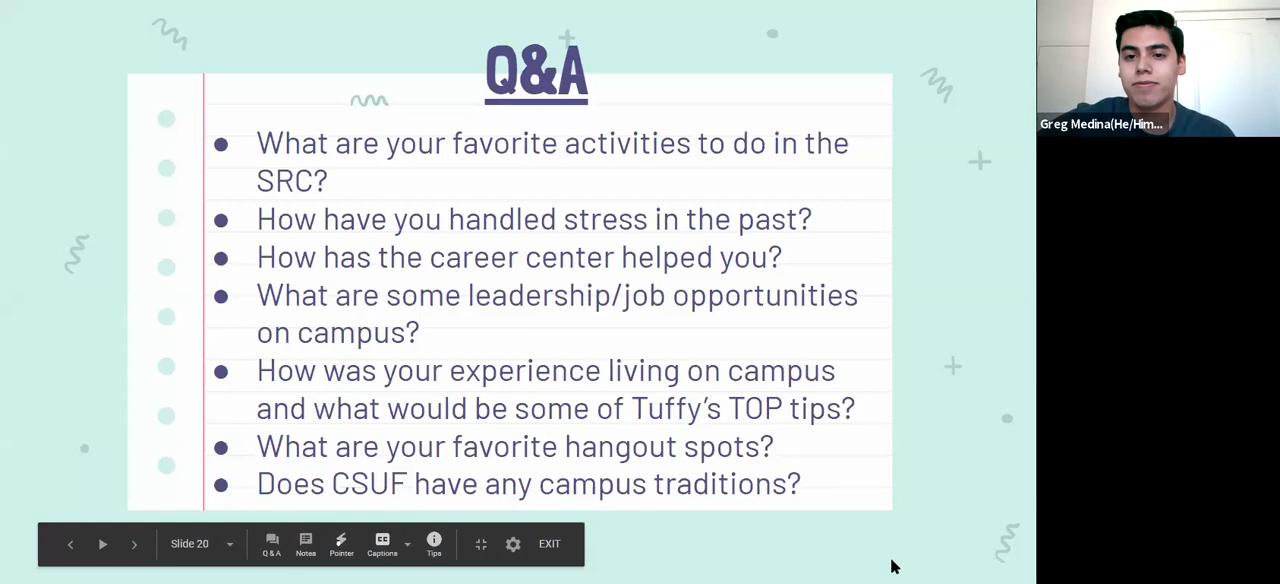 Q&A
What are your favorite activities to do in the
SRC?
How have you handled stress in the past?
How has the career center helped you?
What are some leadership/job opportunities
on campus?
How was your experience living on campus
and what would be some of Tuffy's TOP tips?
What are your favorite hangout spots?
Does CSUF have any campus traditions?
Greg Medina(He/Him...
Slide 20
Q & A
Notes
Pointer
Captions
Tips
EXIT